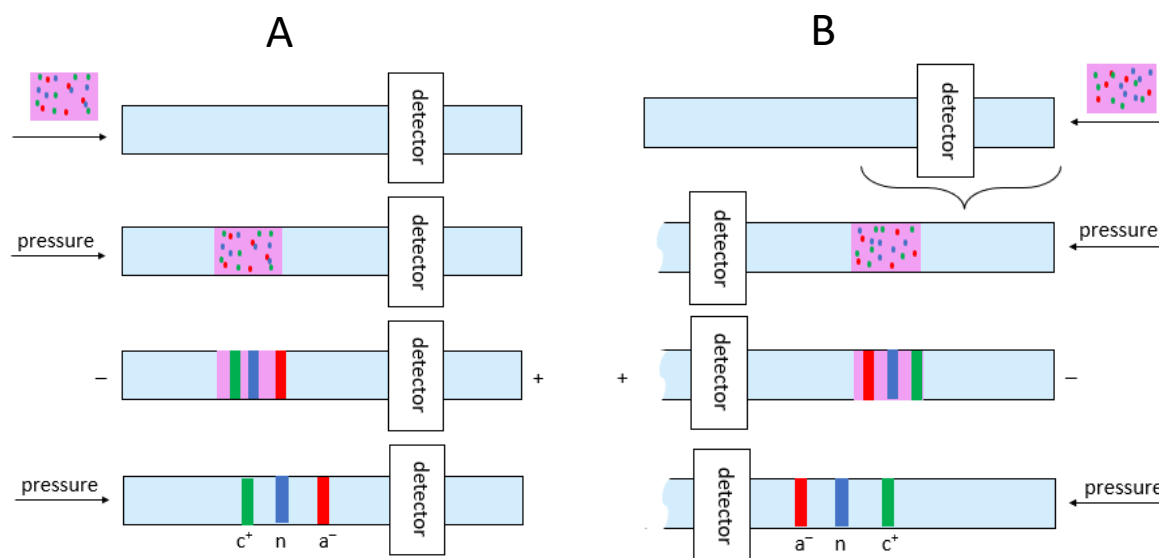 A
B
detector
detector
pressure
detector
detector
pressure
–
detector
+
+
detector
–
pressure
detector
c⁺ n a⁻
detector
pressure
a⁻ n c⁺